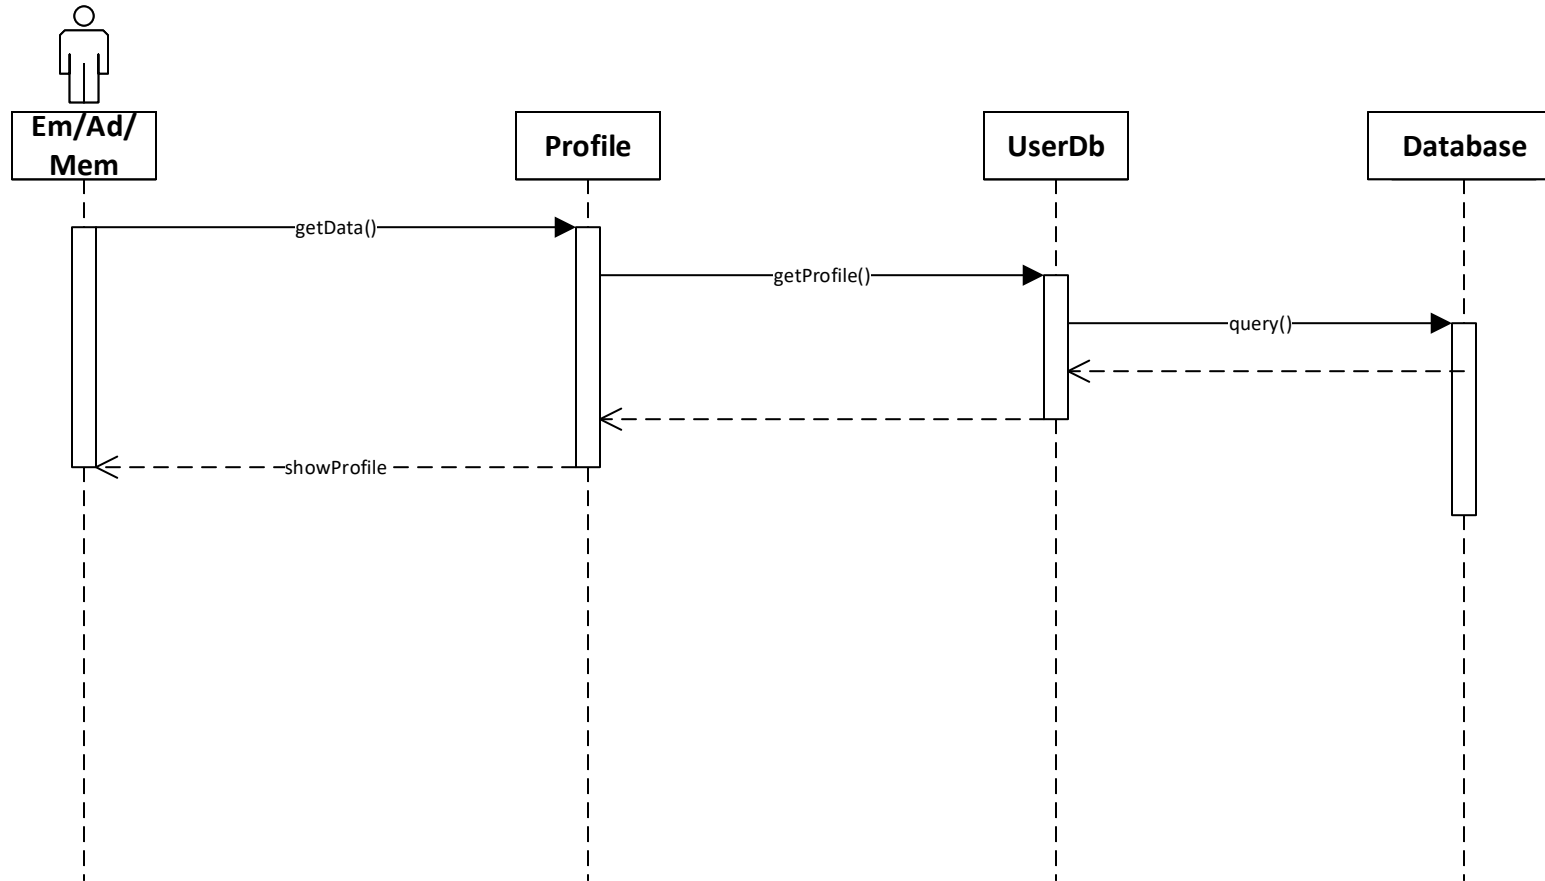 Em/Ad/
Mem
Profile
UserDb
Database
getData()
getProfile()
query()
showProfile